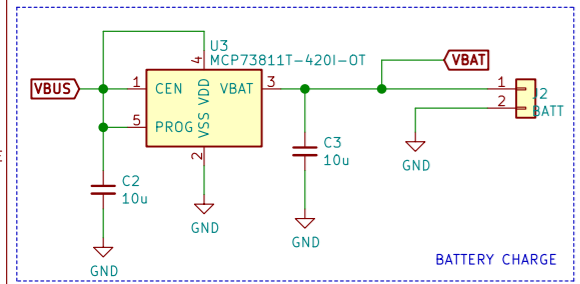 U3
MCP73811T-420I-OT
VBAT
VBUS
1
CEN
VDD
4
VBAT
3
1
J2
2
BATT
5
PROG
VSS
2
C2
10u
C3
10u
GND
GND
GND
GND
BATTERY CHARGE